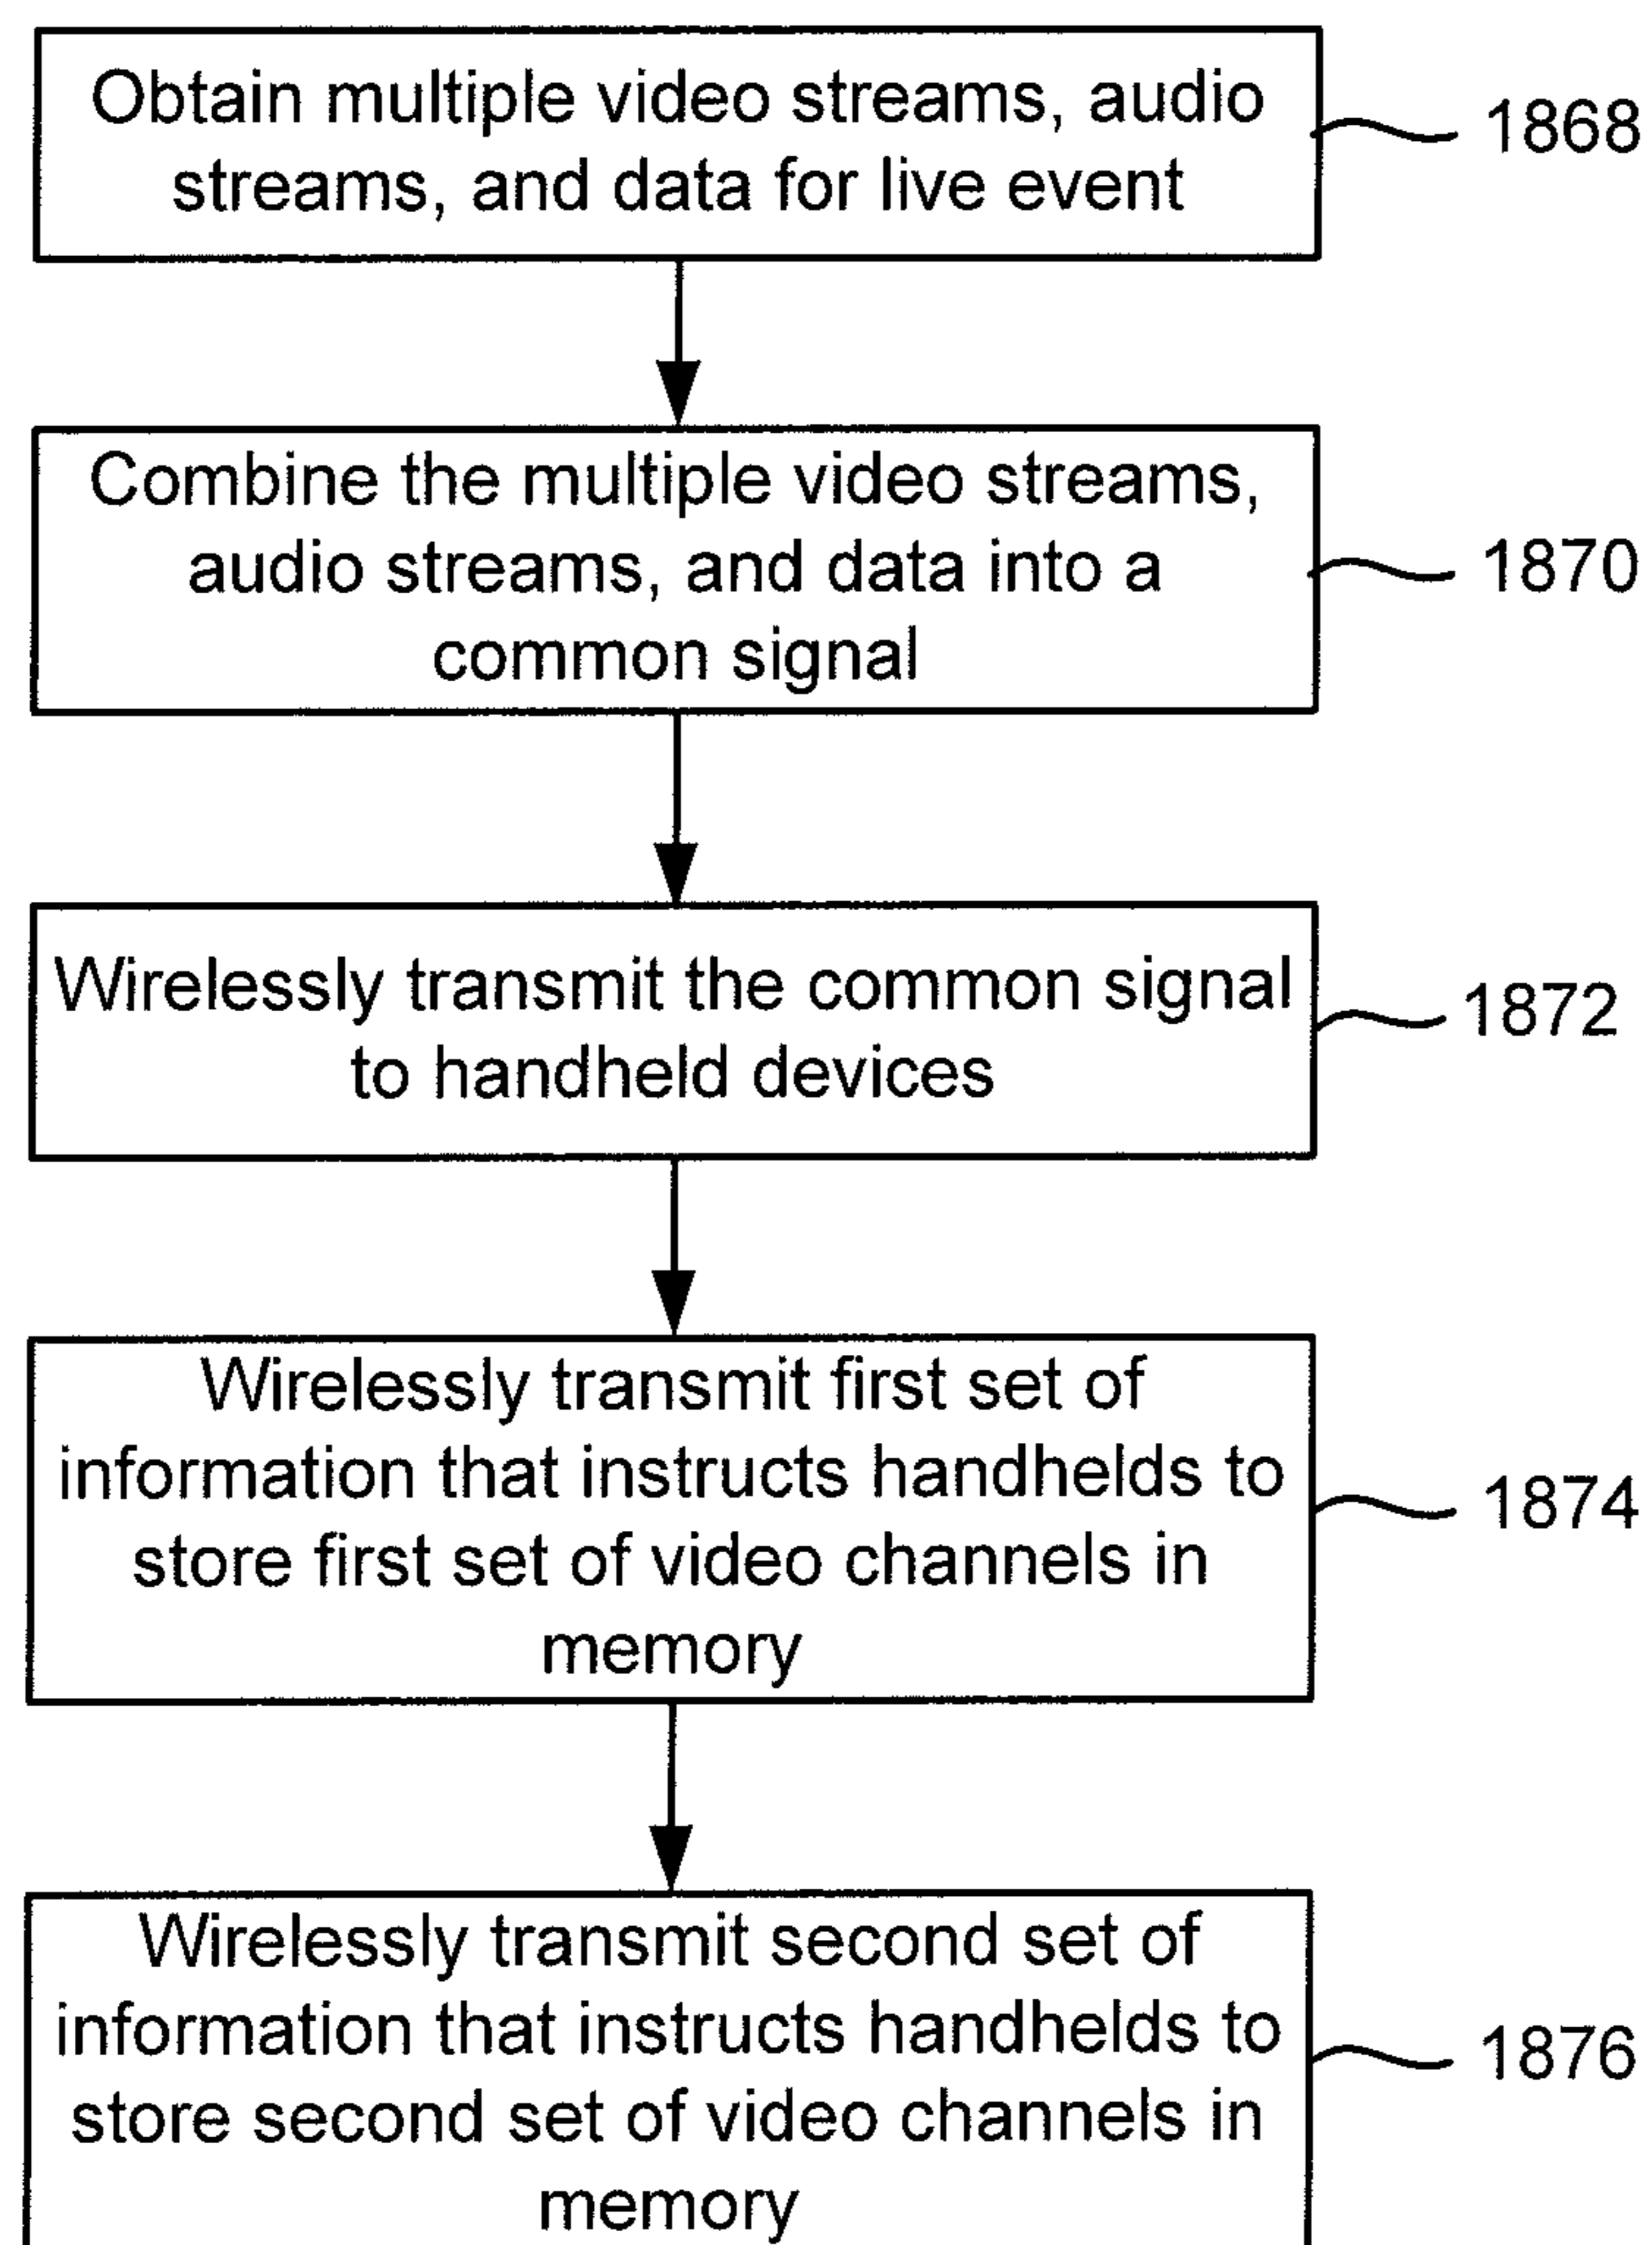 Obtain multiple video streams, audio
streams, and data for live event
1868
Combine the multiple video streams,
audio streams, and data into a
common signal
1870
Wirelessly transmit the common signal
to handheld devices
1872
Wirelessly transmit first set of
information that instructs handhelds to
store first set of video channels in
memory
1874
Wirelessly transmit second set of
information that instructs handhelds to
store second set of video channels in
memory
1876